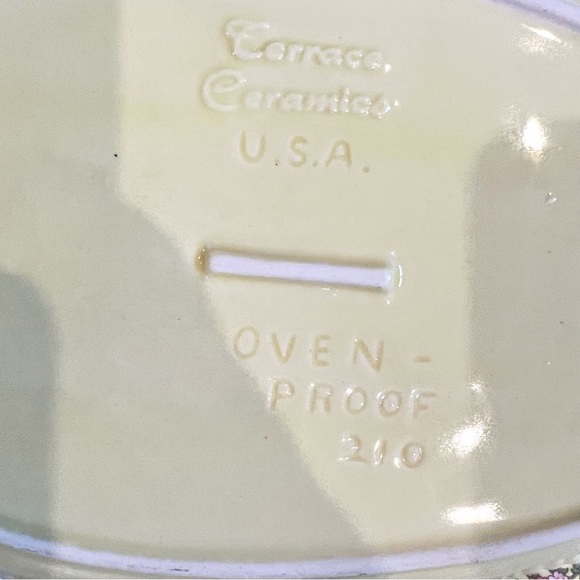 Terrace
Ceramics
U.S.A.
OVEN -
PROOF
210